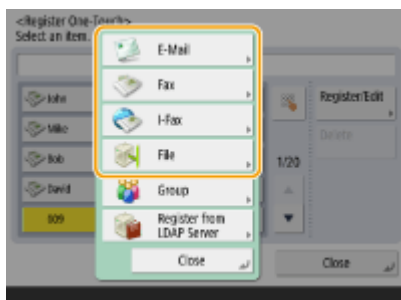 <Register One-Touch>
Select an item.
E-Mail
Fax
I-Fax
File
Group
Register from
LDAP Server
Close
John
Mike
Bob
David
009
1/20
Register/Edit
Delete
Close